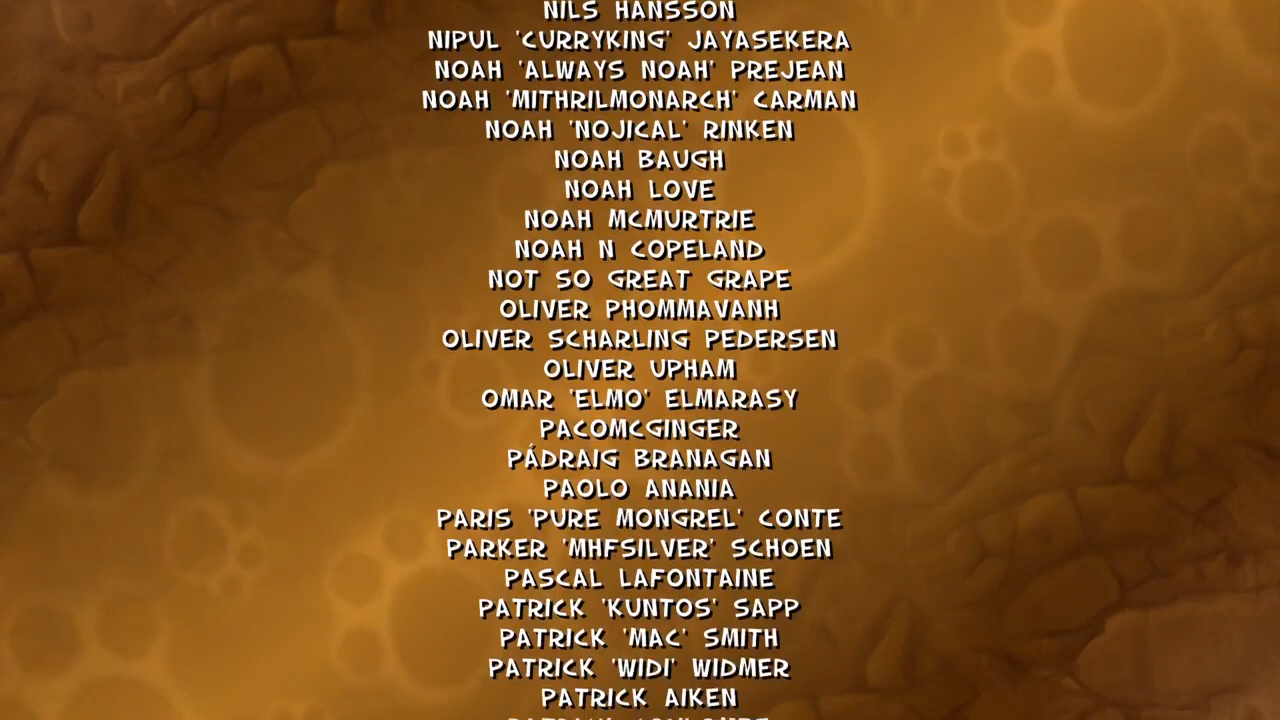 NILS HANSSON
NIPUL 'CURRYKING' JAYASEKERA
NOAH 'ALWAYS NOAH' PREJEAN
NOAH 'MITHRILMONARCH' CARMAN
NOAH 'NOJICAL' RINKEN
NOAH BAUGH
NOAH LOVE
NOAH MCMURTRIE
NOAH N COPELAND
NOT SO GREAT GRAPE
OLIVER PHOMMAVANH
OLIVER SCHARLING PEDERSEN
OLIVER UPHAM
OMAR 'ELMO' ELMARASY
PACOMCGINGER
PÁDRAIG BRANAGAN
PAOLO ANANIA
PARIS 'PURE MONGREL' CONTE
PARKER 'MHFSILVER' SCHOEN
PASCAL LAFONTAINE
PATRICK 'KUNTOS' SAPP
PATRICK 'MAC' SMITH
PATRICK 'WIDI' WIDMER
PATRICK AIKEN